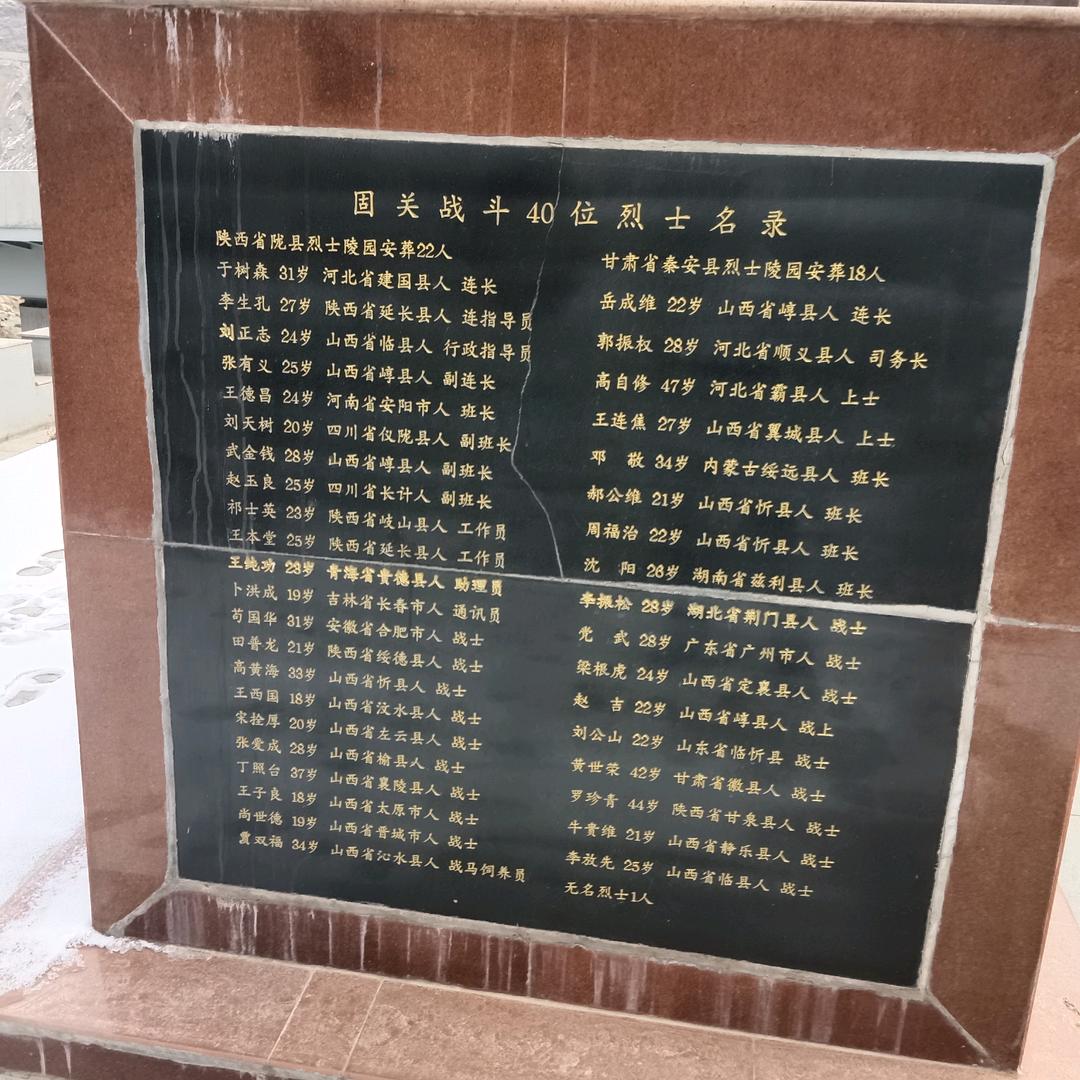 固关战斗40位烈士名录
陕西省陇县烈士陵园安葬22人
于树森 31岁 河北省建国县人 连长
李生孔 27岁 陕西省延长县人 连指导员
刘正志 24岁 山西省临县人 行政指导员
张有义 25岁 山西省崞县人 副连长
王德昌 24岁 河南省安阳市人 班长
刘天树 20岁 四川省仪陇县人 副班长
武金钱 28岁 山西省崞县人 副班长
赵玉良 25岁 四川省长计人 副班长
祁士英 23岁 陕西省岐山县人 工作员
王本堂 25岁 陕西省延长县人 工作员
王纯功 23岁 青海省贵德县人 助理员
卜洪成 19岁 吉林省长春市人 通讯员
苟国华 31岁 安徽省合肥市人 战士
田普龙 21岁 陕西省绥德县人 战士
高黄海 33岁 山西省忻县人 战士
王西国 18岁 山西省汶水县人 战士
宋拴厚 20岁 山西省左云县人 战士
张爱成 28岁 山西省榆县人 战士
丁照台 37岁 山西省襄陵县人 战士
王子良 18岁 山西省太原市人 战士
尚世德 19岁 山西省晋城市人 战士
贾双福 34岁 山西省沁水县人 战马饲养员
甘肃省秦安县烈士陵园安葬18人
岳成维 22岁 山西省崞县人 连长
郭振权 28岁 河北省顺义县人 司务长
高自修 47岁 河北省霸县人 上士
王连焦 27岁 山西省翼城县人 上士
邓 敖 34岁 内蒙古绥远县人 班长
郝公维 21岁 山西省忻县人 班长
周福治 22岁 山西省忻县人 班长
沈 阳 26岁 湖南省兹利县人 班长
李振松 28岁 湖北省荆门县人 战士
党 武 28岁 广东省广州市人 战士
梁根虎 24岁 山西省定襄县人 战士
赵 吉 22岁 山西省崞县人 战上
刘公山 22岁 山东省临忻县 战士
黄世荣 42岁 甘肃省徽县人 战士
罗珍青 44岁 陕西省甘泉县人 战士
牛贵维 21岁 山西省静乐县人 战士
李放先 25岁 山西省临县人 战士
无名烈士1人